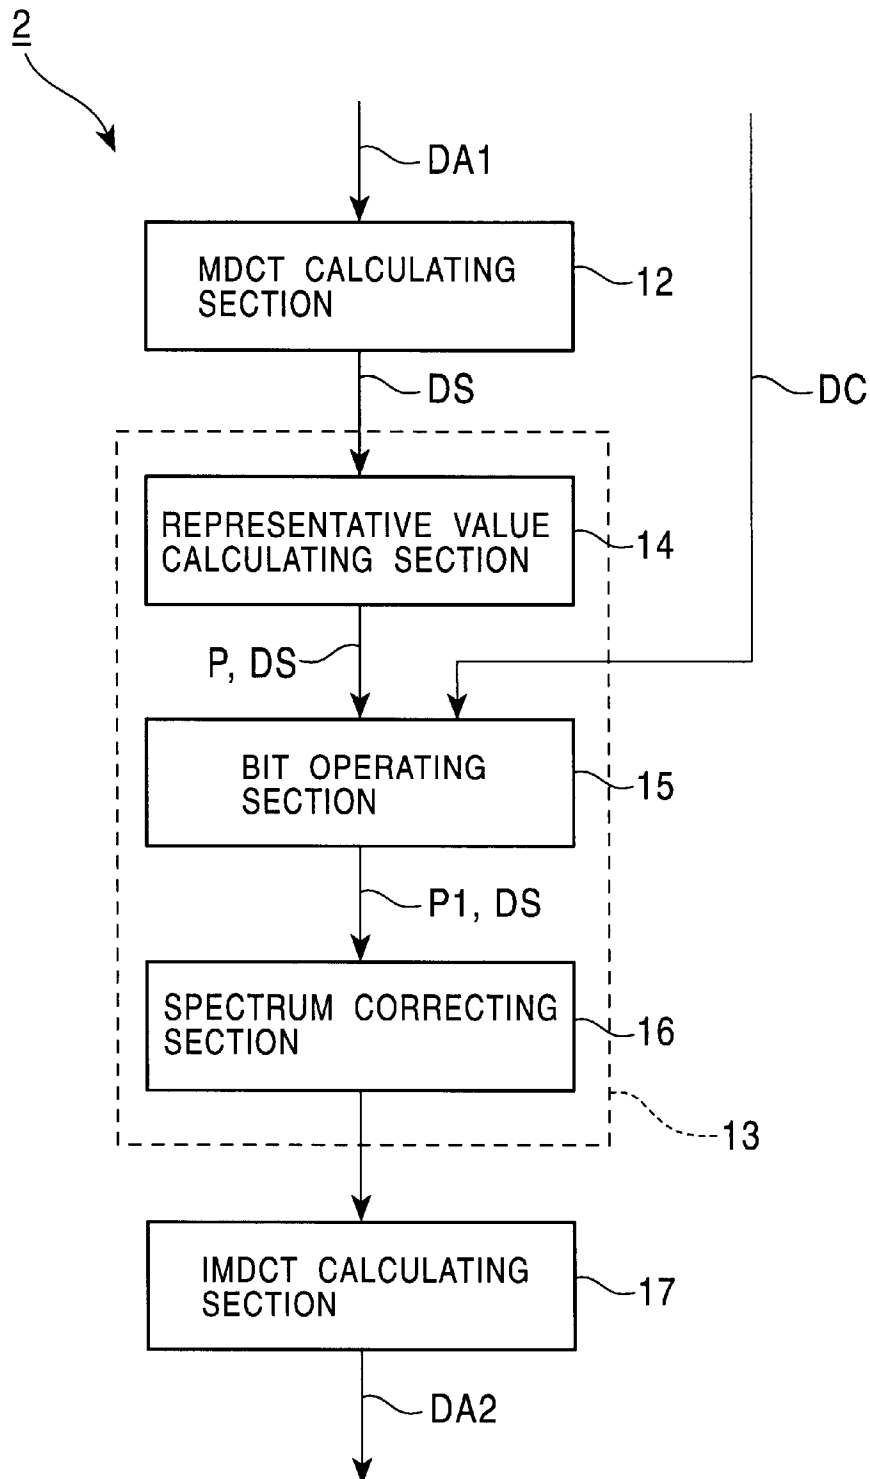 2
DA1
MDCT CALCULATING
SECTION
12
DS
DC
REPRESENTATIVE VALUE
CALCULATING SECTION
14
P, DS
BIT OPERATING
SECTION
15
P1, DS
SPECTRUM CORRECTING
SECTION
16
13
IMDCT CALCULATING
SECTION
17
DA2